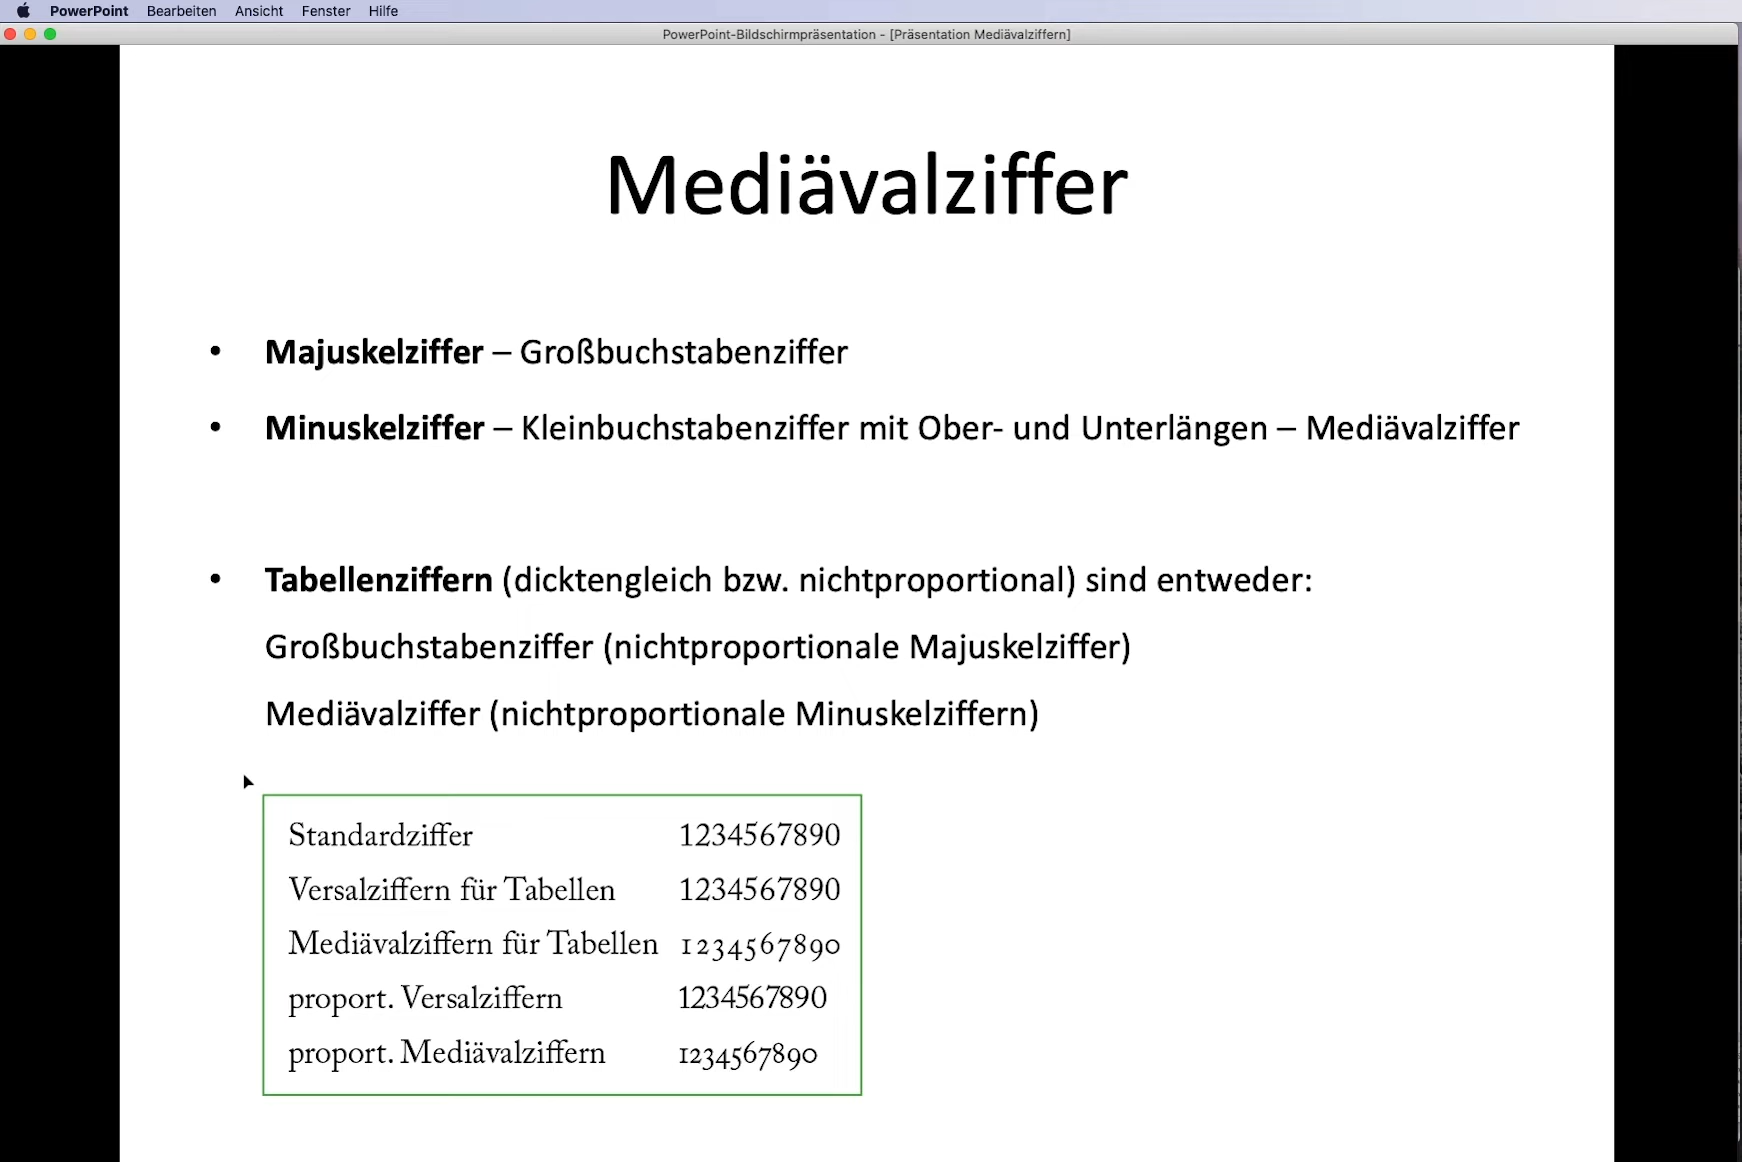 PowerPoint Bearbeiten Ansicht Fenster Hilfe
PowerPoint-Bildschirmpräsentation - [Präsentation Mediävalziffern]
Mediävalziffer
• Majuskelziffer – Großbuchstabenziffer
• Minuskelziffer – Kleinbuchstabenziffer mit Ober- und Unterlängen – Mediävalziffer
• Tabellenziffern (dicktengleich bzw. nichtproportional) sind entweder:
Großbuchstabenziffer (nichtproportionale Majuskelziffer)
Mediävalziffer (nichtproportionale Minuskelziffern)
Standardziffer 1234567890
Versalziffern für Tabellen 1234567890
Mediävalziffern für Tabellen 1234567890
proport. Versalziffern 1234567890
proport. Mediävalziffern 1234567890